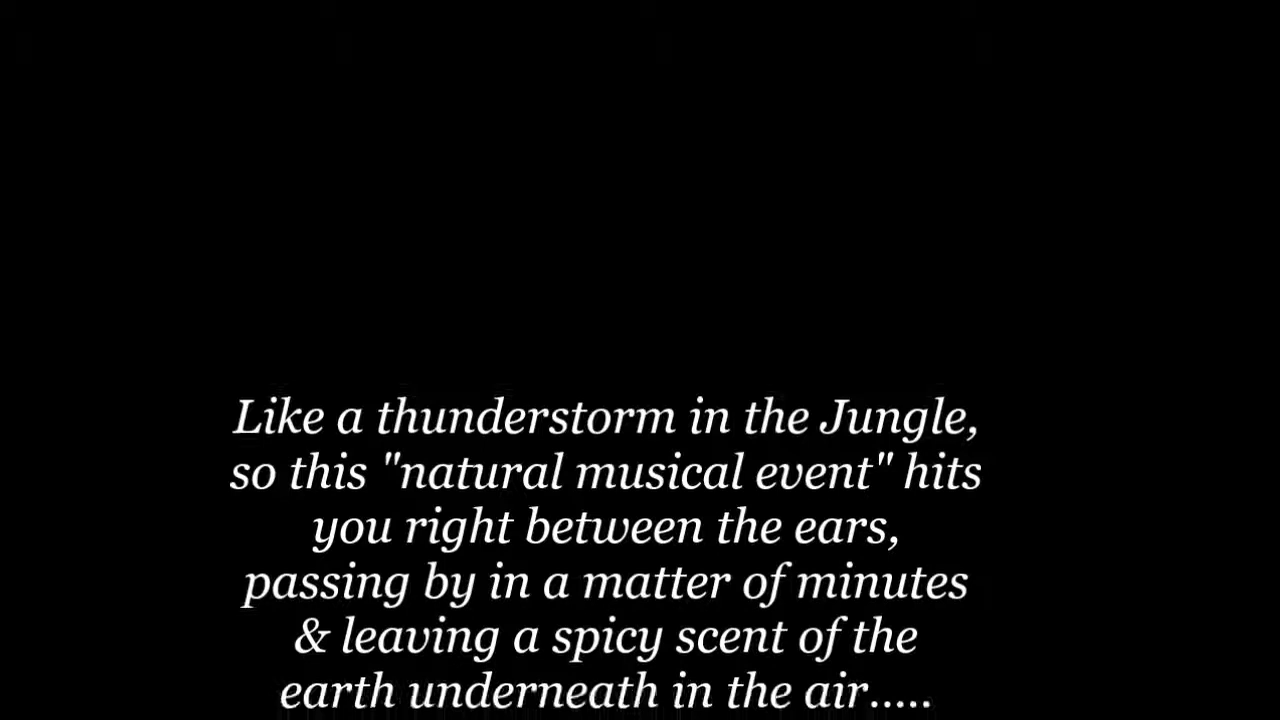 Like a thunderstorm in the Jungle,
so this "natural musical event" hits
you right between the ears,
passing by in a matter of minutes
& leaving a spicy scent of the
earth underneath in the air.....